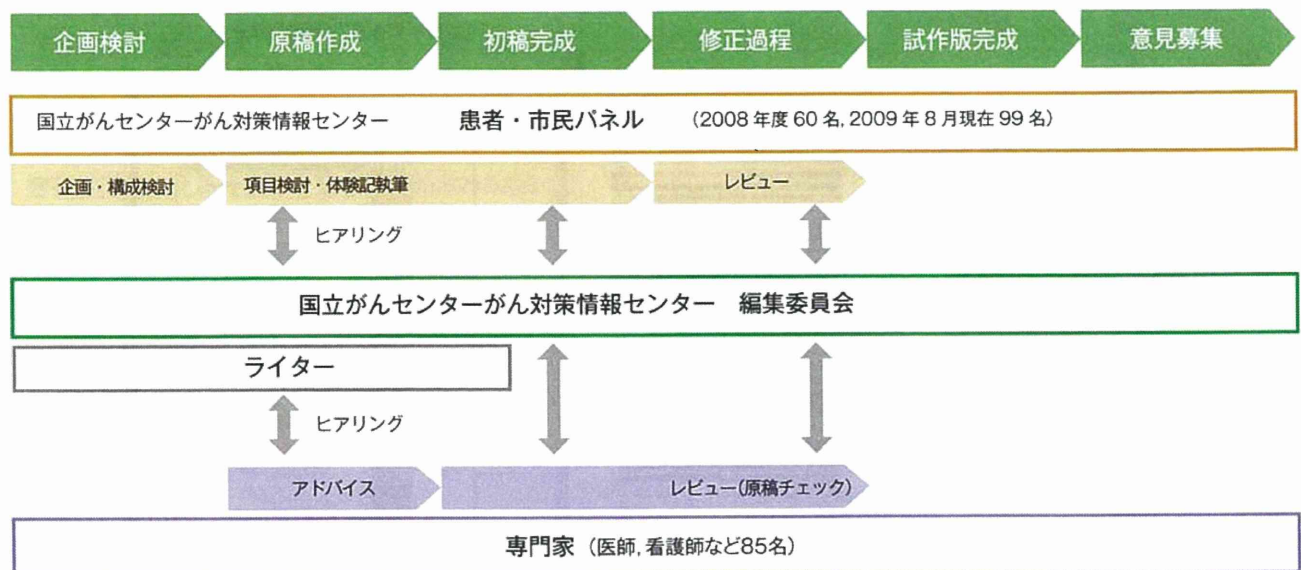 企画検討 原稿作成 初稿完成 修正過程 試作版完成 意見募集
国立がんセンターがん対策情報センター 患者・市民パネル (2008年度60名, 2009年8月現在99名)
企画・構成検討 項目検討・体験記執筆 レビュー
ヒアリング
国立がんセンターがん対策情報センター 編集委員会
ライター
ヒアリング
アドバイス レビュー(原稿チェック)
専門家 (医師, 看護師など85名)